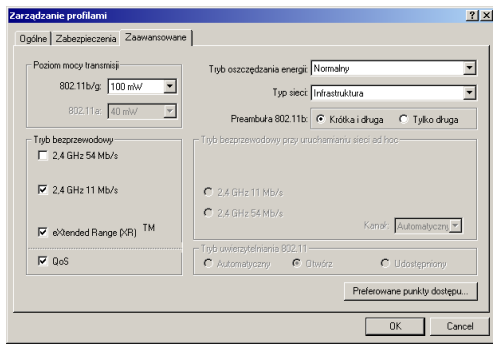 Zarządzanie profilami
Ogólne Zabezpieczenia Zaawansowane
Poziom mocy transmisji
802.11b/g: 100 mW
802.11a: 40 mW
Tryb oszczędzania energii: Normalny
Typ sieci: Infrastruktura
Preambuła 802.11b: Krótka i długa Tylko długa
Tryb bezprzewodowy
2,4 GHz 54 Mb/s
2,4 GHz 11 Mb/s
eXtended Range (XR) TM
QoS
Tryb bezprzewodowy przy uruchamianiu sieci ad hoc
2,4 GHz 11 Mb/s
2,4 GHz 54 Mb/s
Kanał: Automatyczny
Tryb uwierzytelniania 802.11
Automatyczny Otwórz Udostępniony
Preferowane punkty dostępu...
OK Cancel